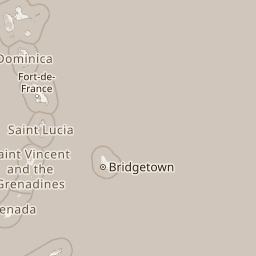 Dominica
Fort-de-
France
Saint Lucia
aint Vincent
and the
Grenadines
Bridgetown
enada